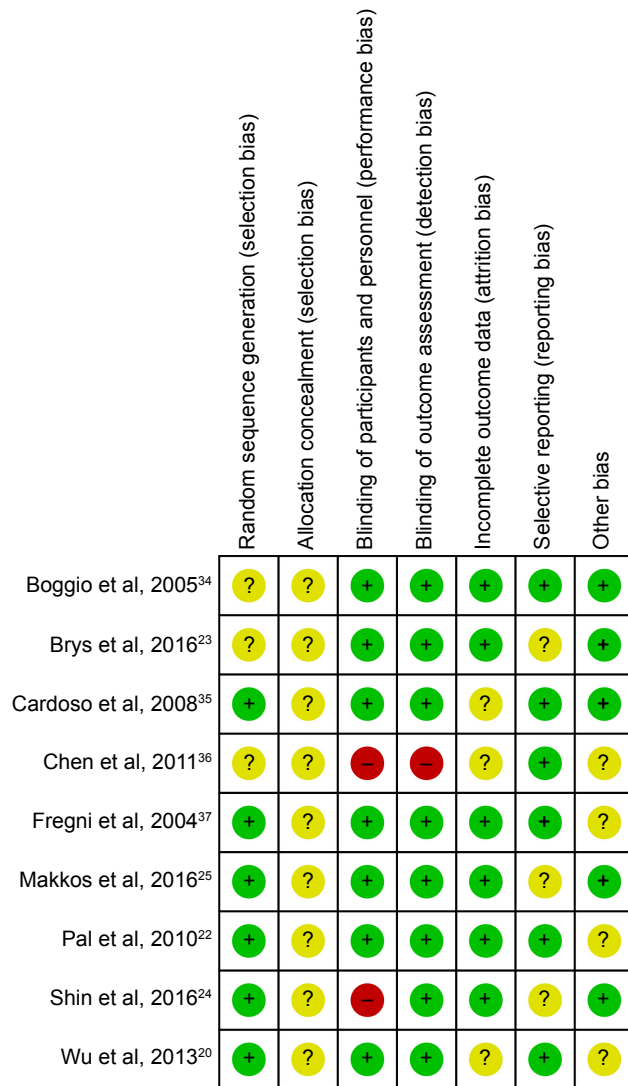 Random sequence generation (selection bias)
Allocation concealment (selection bias)
Blinding of participants and personnel (performance bias)
Blinding of outcome assessment (detection bias)
Incomplete outcome data (attrition bias)
Selective reporting (reporting bias)
Other bias
Boggio et al, 2005³⁴ ? ? + + + + +
Brys et al, 2016²³ ? ? + + + ? +
Cardoso et al, 2008³⁵ + ? + + ? + +
Chen et al, 2011³⁶ ? ? – – ? + ?
Fregni et al, 2004³⁷ + ? + + + + ?
Makkos et al, 2016²⁵ + ? + + + ? +
Pal et al, 2010²² + ? + + + + ?
Shin et al, 2016²⁴ + ? – + + ? +
Wu et al, 2013²⁰ + ? + + ? + ?